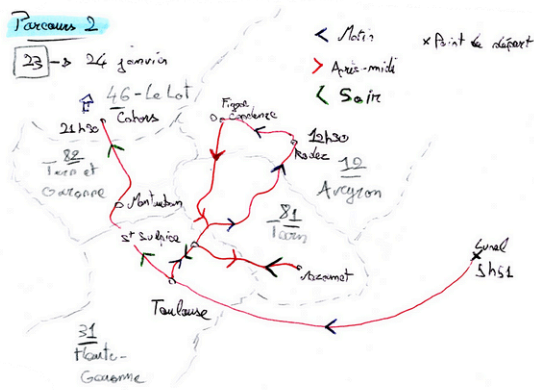 Parcours 2
23 → 24 janvier
< Matin
> Après-midi
< Soir
x Point de départ
46 - Le Lot
Cahors
21h30
Figeac
Capdenac
12h30
Rodez
12
Aveyron
82
Tarn et
Garonne
Montauban
81
Tarn
St Sulpice
Mazamet
Lunel
5h51
Toulouse
31
Haute-
Garonne